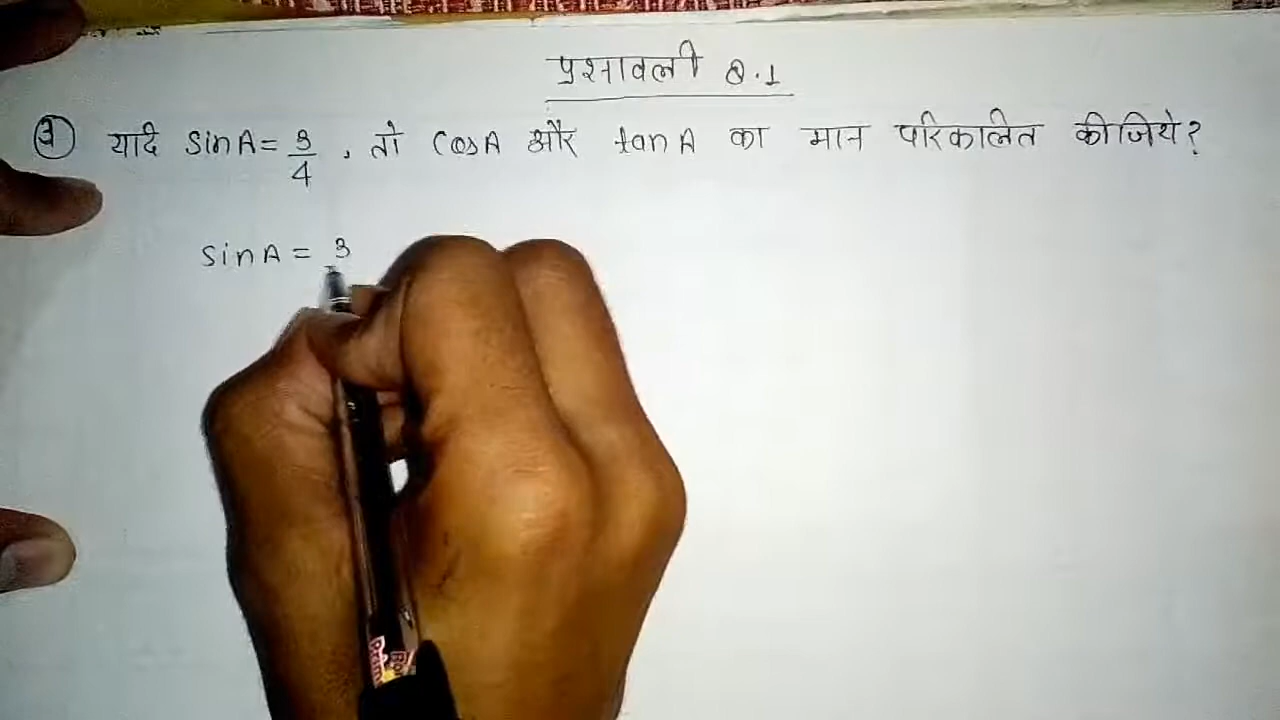 प्रश्नावली 8.1
③ यदि sinA = 3/4 , तो cosA और tanA का मान परिकलित कीजिये?
sinA = 3